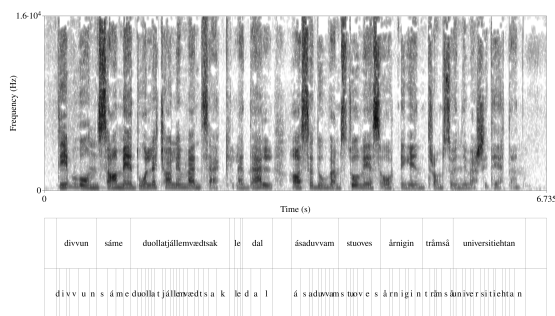 1.6·10⁴
Frequency (Hz)
0
0
6.735
Time (s)
divvun sáme duollatjállemvædtsak le dal ásaduvvam stuoves árnigin tråmså universitiehtan
d i v v u n s á m e d u o l l a t j á l l e m v æ d t s a k l e d a l á s a d u v v a m s t u o v e s å r n i g i n t r å m s å u n i v e r s i t i e h t a n